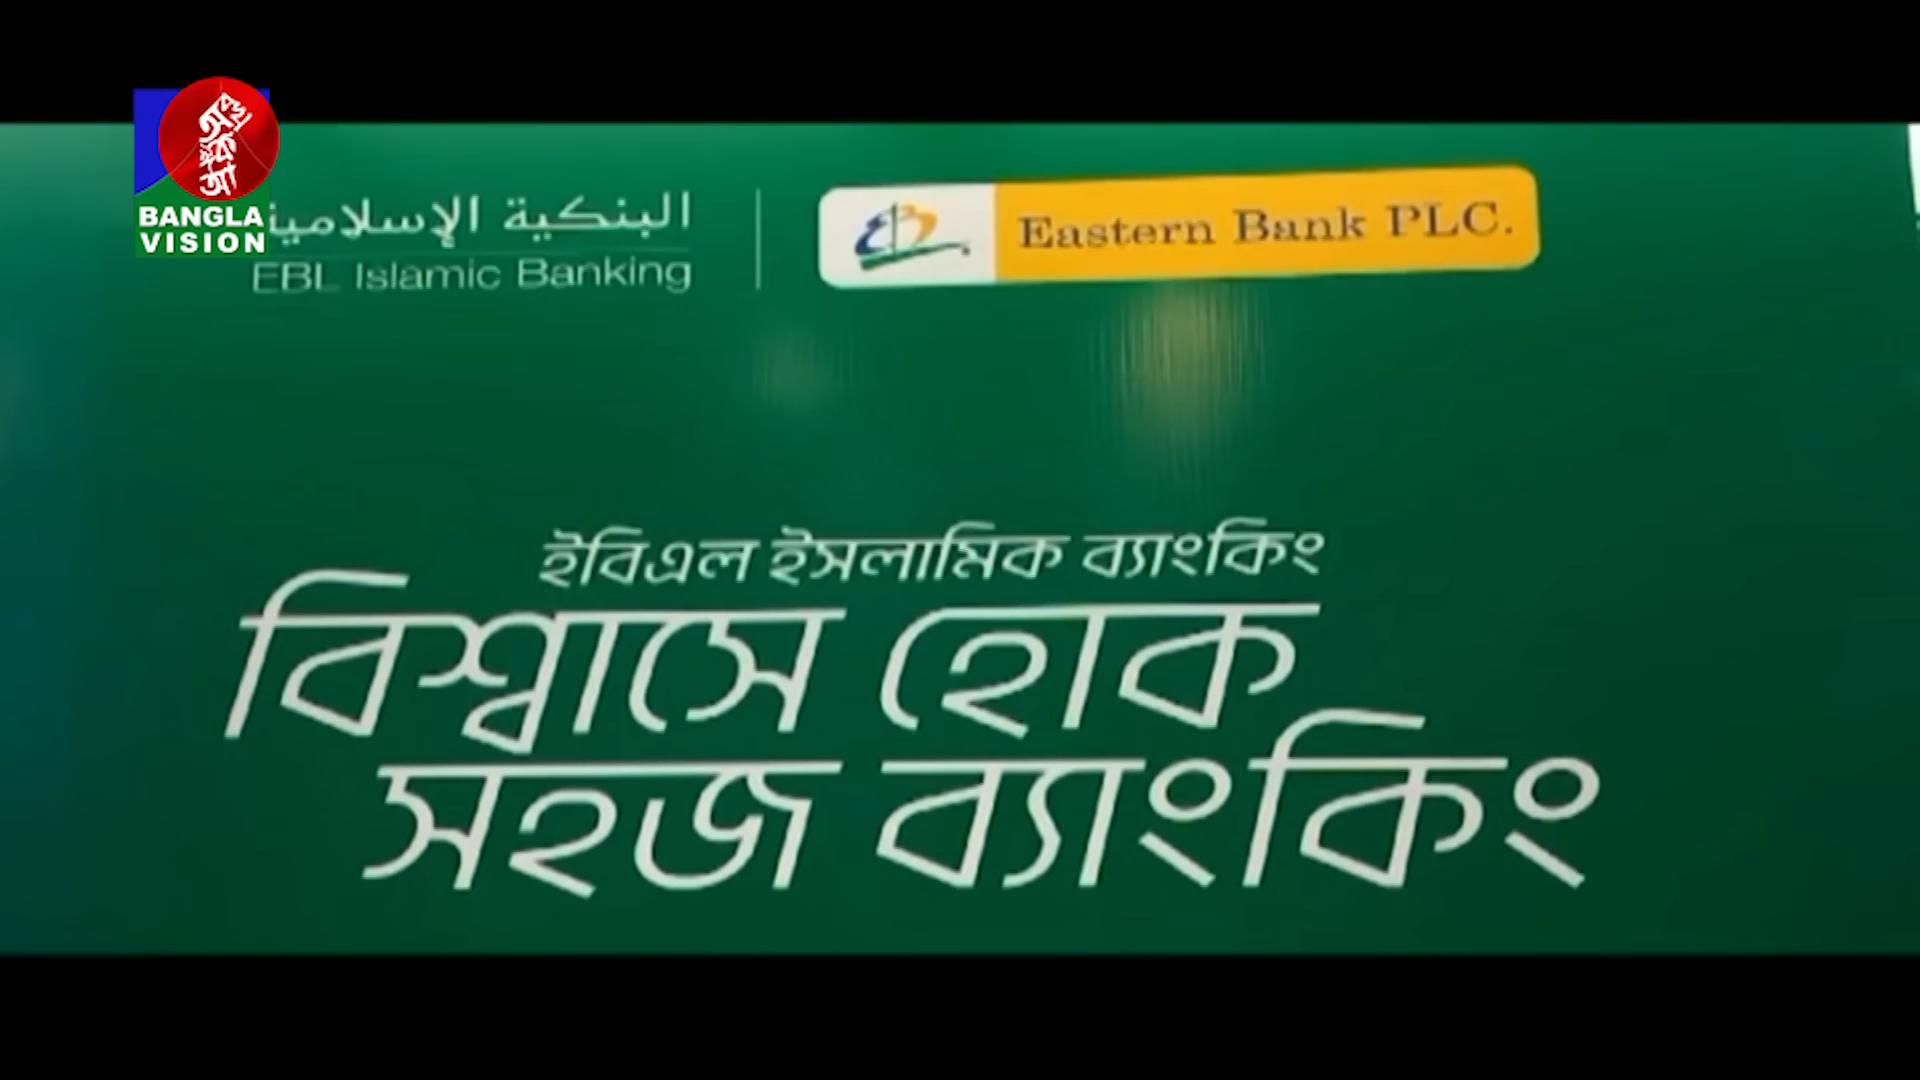 BANGLA
VISION
البنكية الإسلامية
EBL Islamic Banking
Eastern Bank PLC.
ইবিএল ইসলামিক ব্যাংকিং
বিশ্বাসে হোক
সহজ ব্যাংকিং